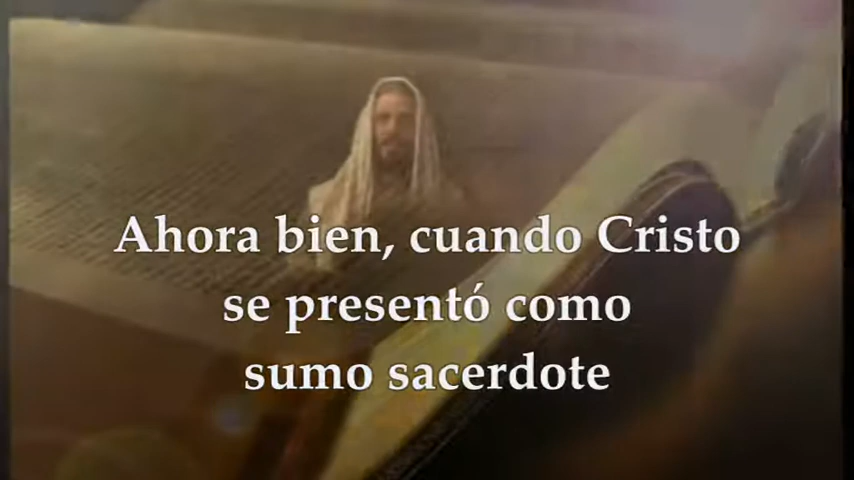 Ahora bien, cuando Cristo
se presentó como
sumo sacerdote